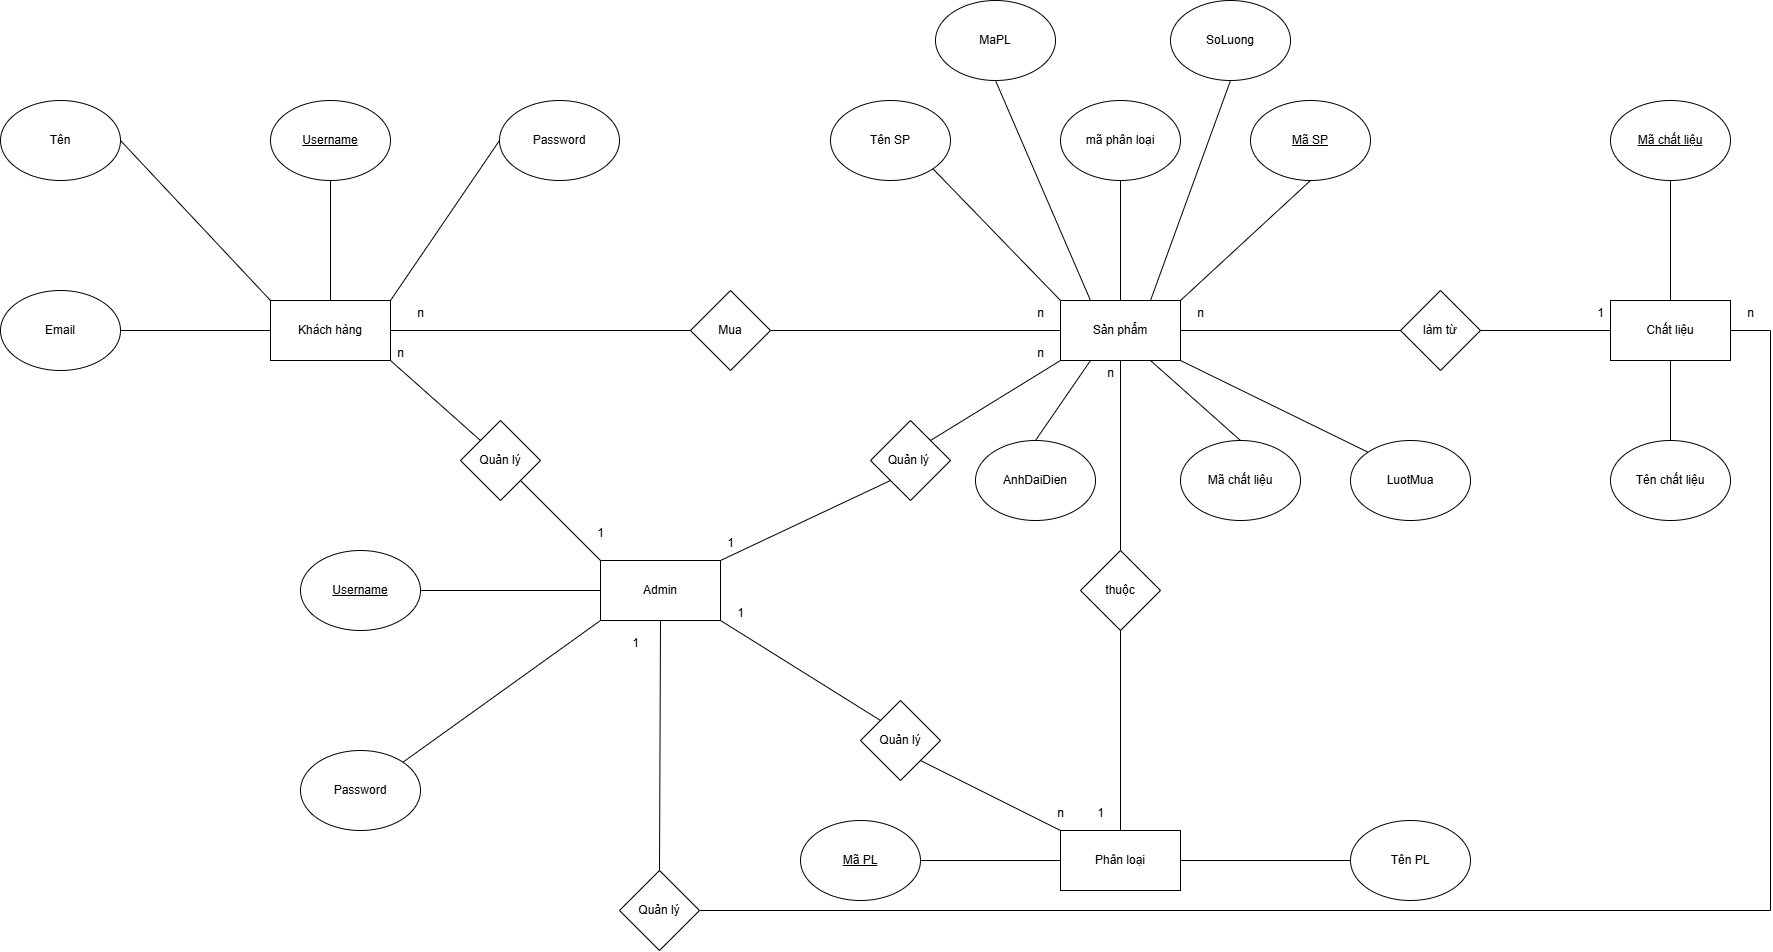 MaPL
SoLuong
Tên
Username
Password
Tên SP
mã phân loại
Mã SP
Mã chất liệu
n
n
n
1
n
Email
Khách hàng
Mua
Sản phẩm
làm từ
Chất liệu
n
n
n
Quản lý
Quản lý
AnhDaiDien
Mã chất liệu
LuotMua
Tên chất liệu
1
1
Username
Admin
thuộc
1
1
Quản lý
Password
n
1
Mã PL
Phân loại
Tên PL
Quản lý